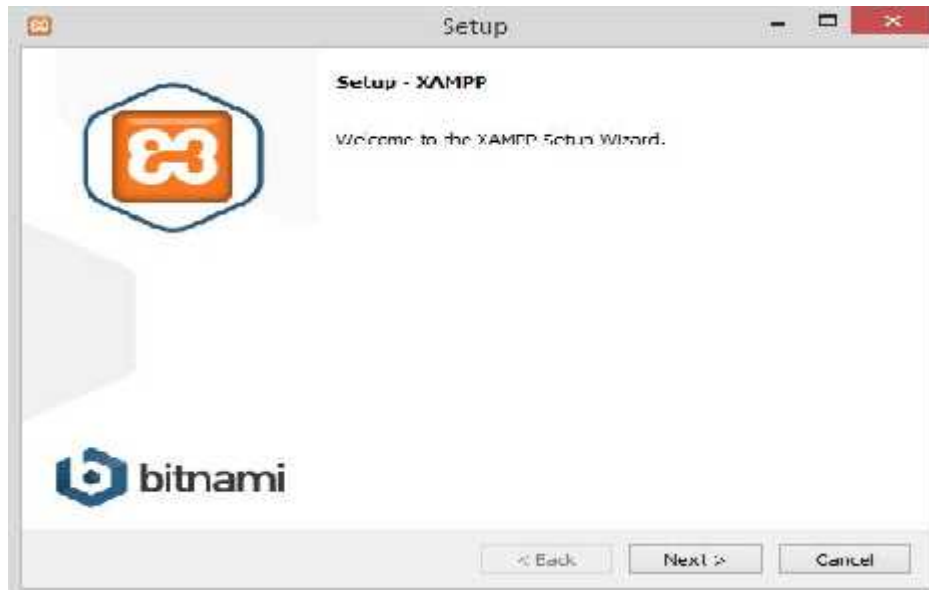 Setup
Setup - XAMPP
Welcome to the XAMPP Setup Wizard.
bitnami
< Back
Next >
Cancel